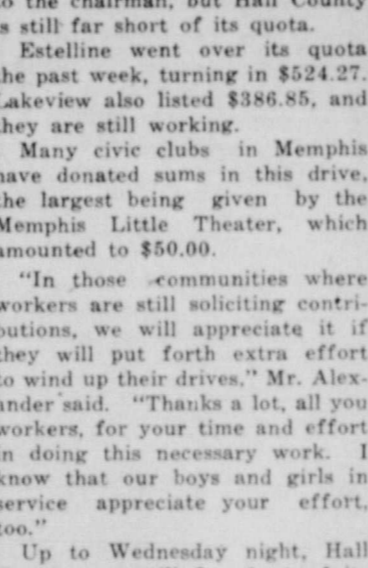 to the chairman, but Hall County
s still far short of its quota.
Estelline went over its quota
he past week, turning in $524.27.
Lakeview also listed $386.85, and
hey are still working.
Many civic clubs in Memphis
have donated sums in this drive,
the largest being given by the
Memphis Little Theater, which
amounted to $50.00.
"In those communities where
workers are still soliciting contri-
butions, we will appreciate it if
they will put forth extra effort
to wind up their drives," Mr. Alex-
ander said. "Thanks a lot, all you
workers, for your time and effort
in doing this necessary work. I
know that our boys and girls in
service appreciate your effort,
too."
Up to Wednesday night, Hall